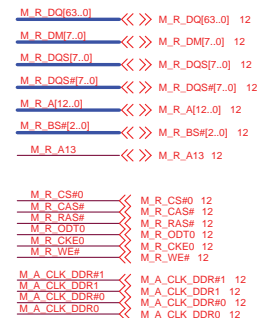 M_R_DQ[63..0] M_R_DQ[63..0] 12
M_R_DM[7..0] M_R_DM[7..0] 12
M_R_DQS[7..0] M_R_DQS[7..0] 12
M_R_DQS#[7..0] M_R_DQS#[7..0] 12
M_R_A[12..0] M_R_A[12..0] 12
M_R_BS#[2..0] M_R_BS#[2..0] 12
M_R_A13 M_R_A13 12
M_R_CS#0 M_R_CS#0 12
M_R_CAS# M_R_CAS# 12
M_R_RAS# M_R_RAS# 12
M_R_ODT0 M_R_ODT0 12
M_R_CKE0 M_R_CKE0 12
M_R_WE# M_R_WE# 12
M_A_CLK_DDR#1 M_A_CLK_DDR#1 12
M_A_CLK_DDR1 M_A_CLK_DDR1 12
M_A_CLK_DDR#0 M_A_CLK_DDR#0 12
M_A_CLK_DDR0 M_A_CLK_DDR0 12